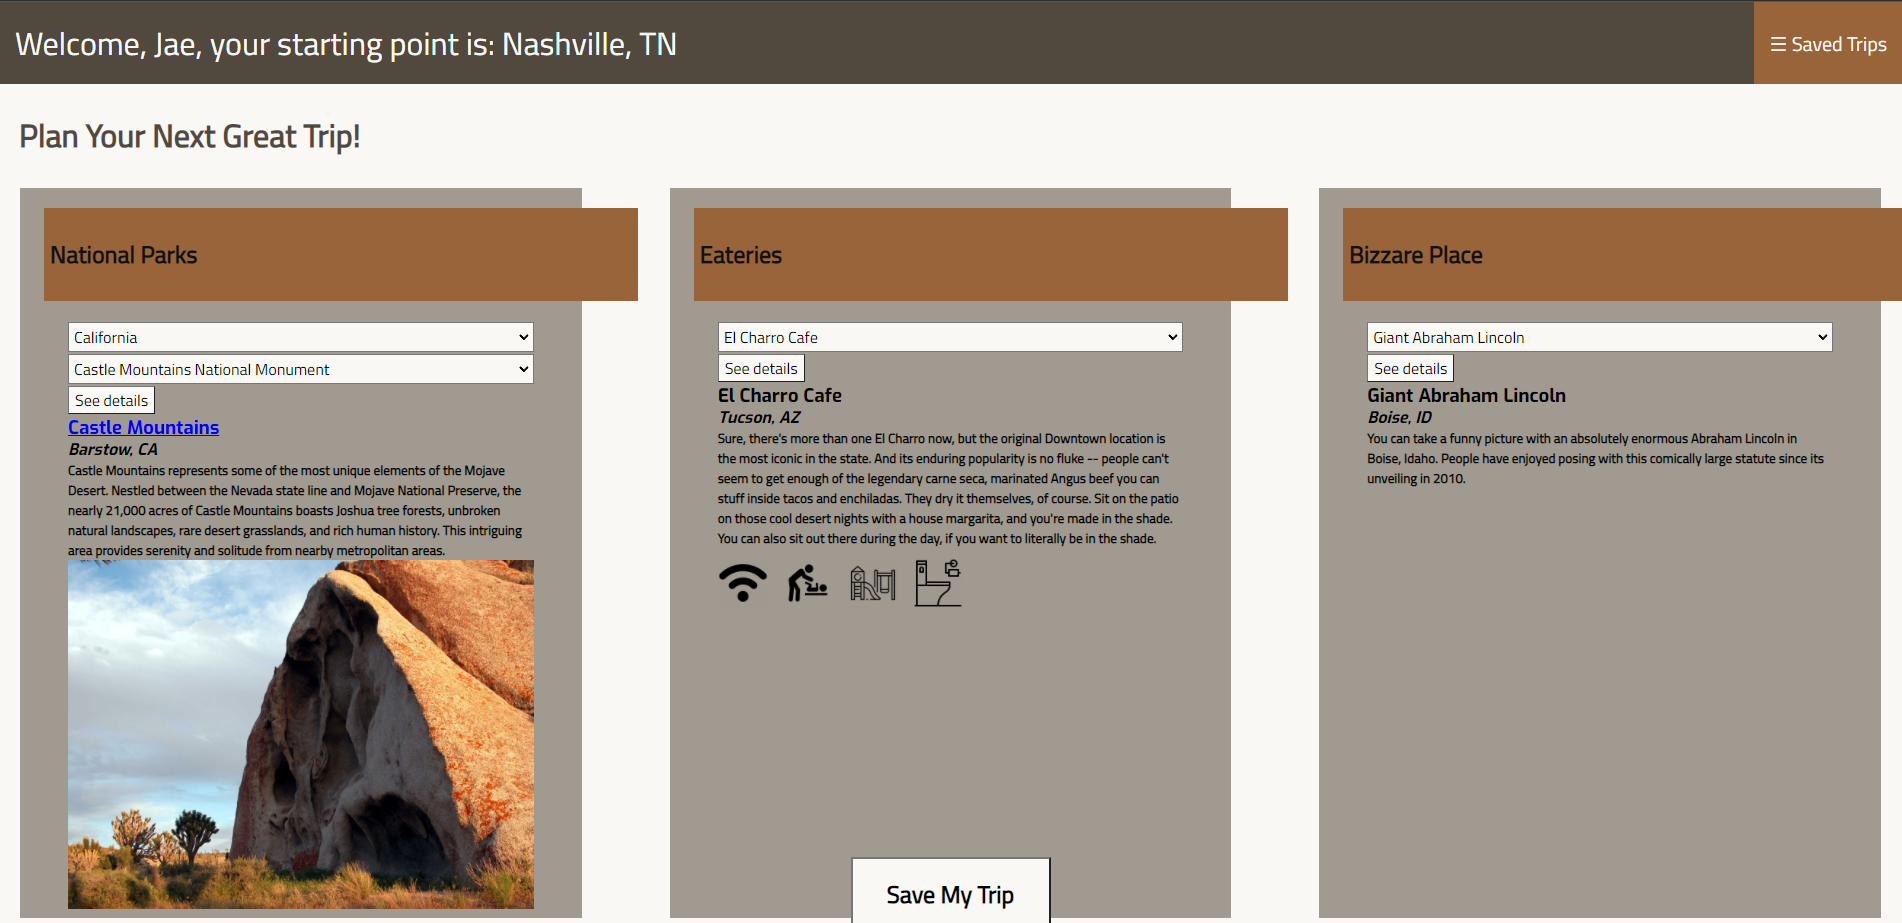 Welcome, Jae, your starting point is: Nashville, TN
☰ Saved Trips
Plan Your Next Great Trip!
National Parks
California
Castle Mountains National Monument
See details
Castle Mountains
Barstow, CA
Castle Mountains represents some of the most unique elements of the Mojave
Desert. Nestled between the Nevada state line and Mojave National Preserve, the
nearly 21,000 acres of Castle Mountains boasts Joshua tree forests, unbroken
natural landscapes, rare desert grasslands, and rich human history. This intriguing
area provides serenity and solitude from nearby metropolitan areas.
Eateries
El Charro Cafe
See details
El Charro Cafe
Tucson, AZ
Sure, there's more than one El Charro now, but the original Downtown location is
the most iconic in the state. And its enduring popularity is no fluke -- people can't
seem to get enough of the legendary carne seca, marinated Angus beef you can
stuff inside tacos and enchiladas. They dry it themselves, of course. Sit on the patio
on those cool desert nights with a house margarita, and you're made in the shade.
You can also sit out there during the day, if you want to literally be in the shade.
Bizzare Place
Giant Abraham Lincoln
See details
Giant Abraham Lincoln
Boise, ID
You can take a funny picture with an absolutely enormous Abraham Lincoln in
Boise, Idaho. People have enjoyed posing with this comically large statute since its
unveiling in 2010.
Save My Trip